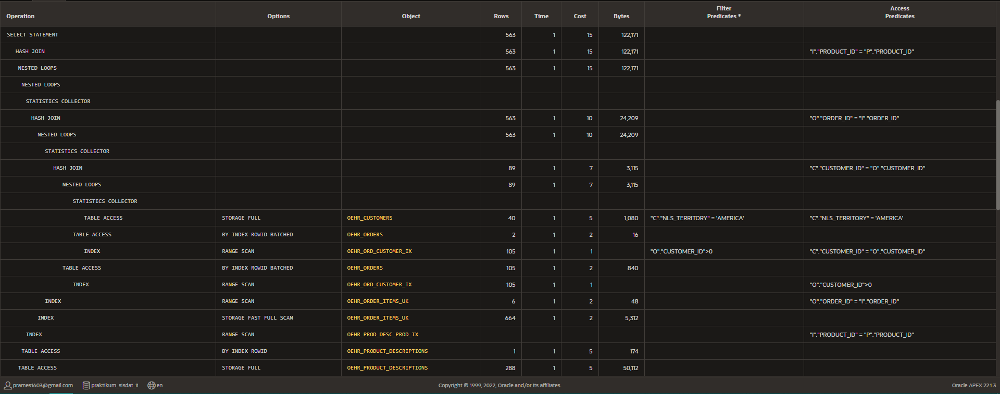 Operation Options Object Rows Time Cost Bytes Filter Predicates * Access Predicates
SELECT STATEMENT 563 1 15 122,171
HASH JOIN 563 1 15 122,171 "I"."PRODUCT_ID" = "P"."PRODUCT_ID"
NESTED LOOPS 563 1 15 122,171
NESTED LOOPS
STATISTICS COLLECTOR
HASH JOIN 563 1 10 24,209 "O"."ORDER_ID" = "I"."ORDER_ID"
NESTED LOOPS 563 1 10 24,209
STATISTICS COLLECTOR
HASH JOIN 89 1 7 3,115 "C"."CUSTOMER_ID" = "O"."CUSTOMER_ID"
NESTED LOOPS 89 1 7 3,115
STATISTICS COLLECTOR
TABLE ACCESS STORAGE FULL OEHR_CUSTOMERS 40 1 5 1,080 "C"."NLS_TERRITORY" = 'AMERICA' "C"."NLS_TERRITORY" = 'AMERICA'
TABLE ACCESS BY INDEX ROWID BATCHED OEHR_ORDERS 2 1 2 16
INDEX RANGE SCAN OEHR_ORD_CUSTOMER_IX 105 1 1 "O"."CUSTOMER_ID">0 "C"."CUSTOMER_ID" = "O"."CUSTOMER_ID"
TABLE ACCESS BY INDEX ROWID BATCHED OEHR_ORDERS 105 1 2 840
INDEX RANGE SCAN OEHR_ORD_CUSTOMER_IX 105 1 1 "O"."CUSTOMER_ID">0
INDEX RANGE SCAN OEHR_ORDER_ITEMS_UK 6 1 2 48 "O"."ORDER_ID" = "I"."ORDER_ID"
INDEX STORAGE FAST FULL SCAN OEHR_ORDER_ITEMS_UK 664 1 2 5,312
INDEX RANGE SCAN OEHR_PROD_DESC_PROD_IX "I"."PRODUCT_ID" = "P"."PRODUCT_ID"
TABLE ACCESS BY INDEX ROWID OEHR_PRODUCT_DESCRIPTIONS 1 1 5 174
TABLE ACCESS STORAGE FULL OEHR_PRODUCT_DESCRIPTIONS 288 1 5 50,112
prames1603@gmail.com praktikum_sisdat_11 en Copyright © 1999, 2022, Oracle and/or its affiliates. Oracle APEX 22.1.3